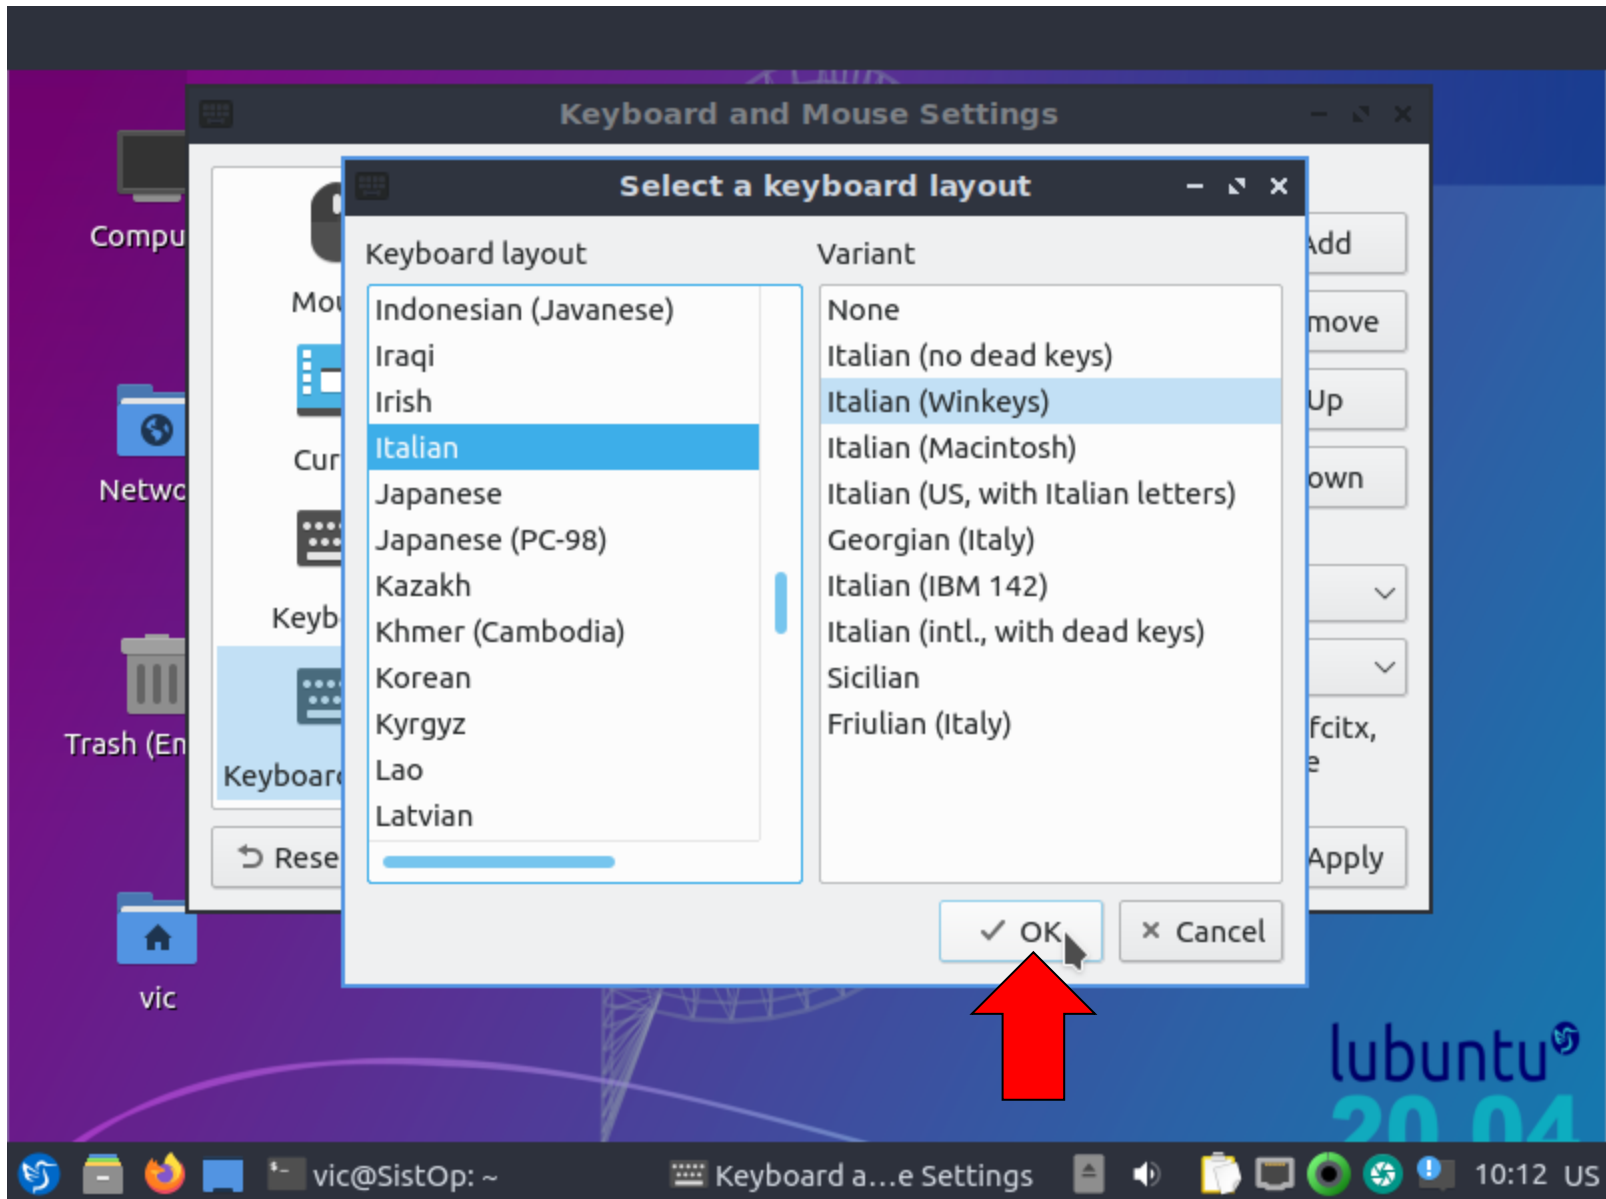 Keyboard and Mouse Settings
Select a keyboard layout
Keyboard layout
Variant
Indonesian (Javanese)
Iraqi
Irish
Italian
Japanese
Japanese (PC-98)
Kazakh
Khmer (Cambodia)
Korean
Kyrgyz
Lao
Latvian
None
Italian (no dead keys)
Italian (Winkeys)
Italian (Macintosh)
Italian (US, with Italian letters)
Georgian (Italy)
Italian (IBM 142)
Italian (intl., with dead keys)
Sicilian
Friulian (Italy)
OK
Cancel
Compu
Netwo
Trash (En
vic
Mou
Cur
Keyb
Keyboard
Rese
Add
move
Up
own
fcitx,
e
Apply
lubuntu
20.04
vic@SistOp: ~
Keyboard a...e Settings
10:12
US